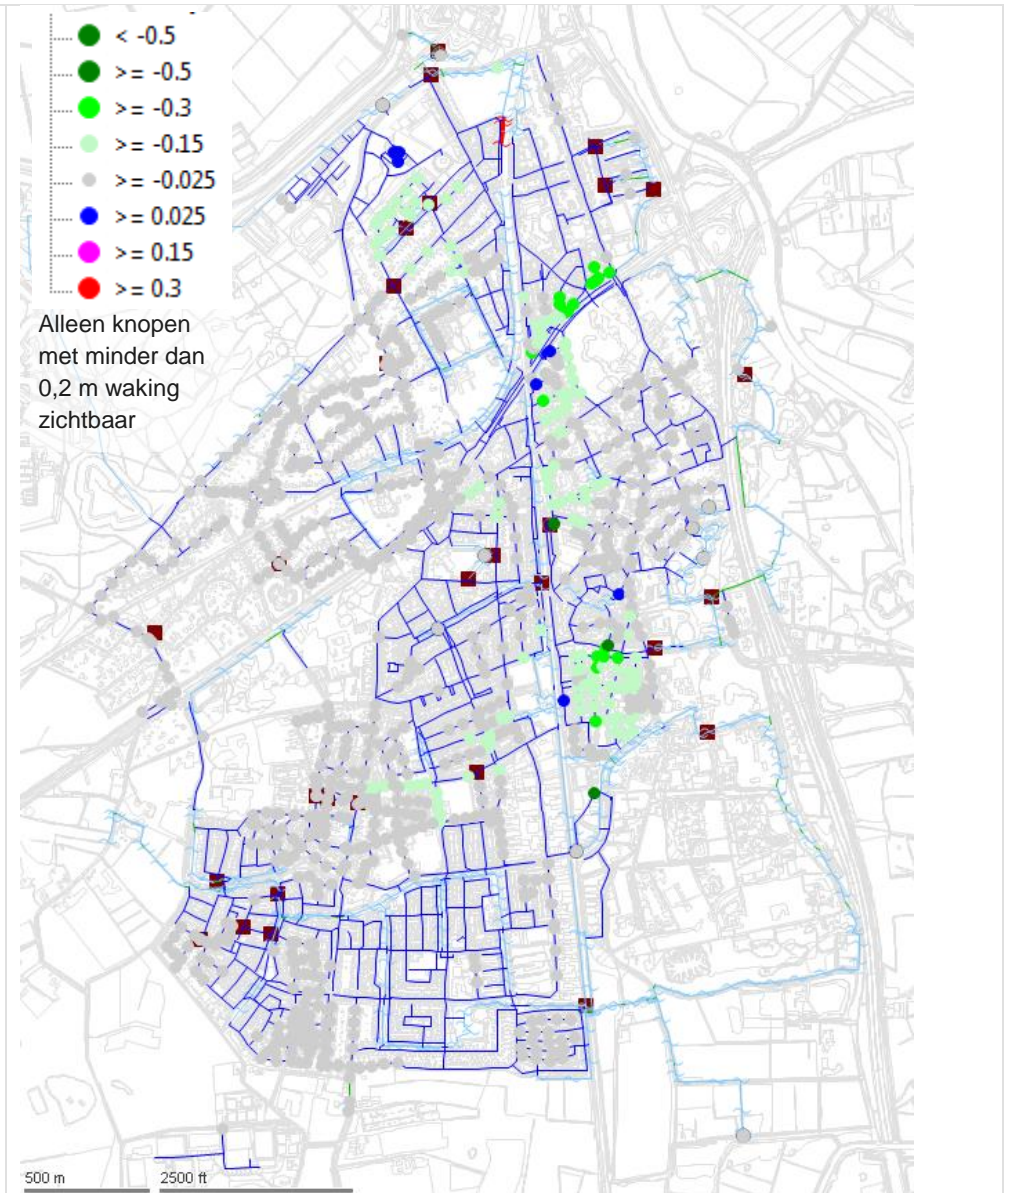 < -0.5
>= -0.5
>= -0.3
>= -0.15
>= -0.025
>= 0.025
>= 0.15
>= 0.3
Alleen knopen
met minder dan
0,2 m waking
zichtbaar
500 m 2500 ft